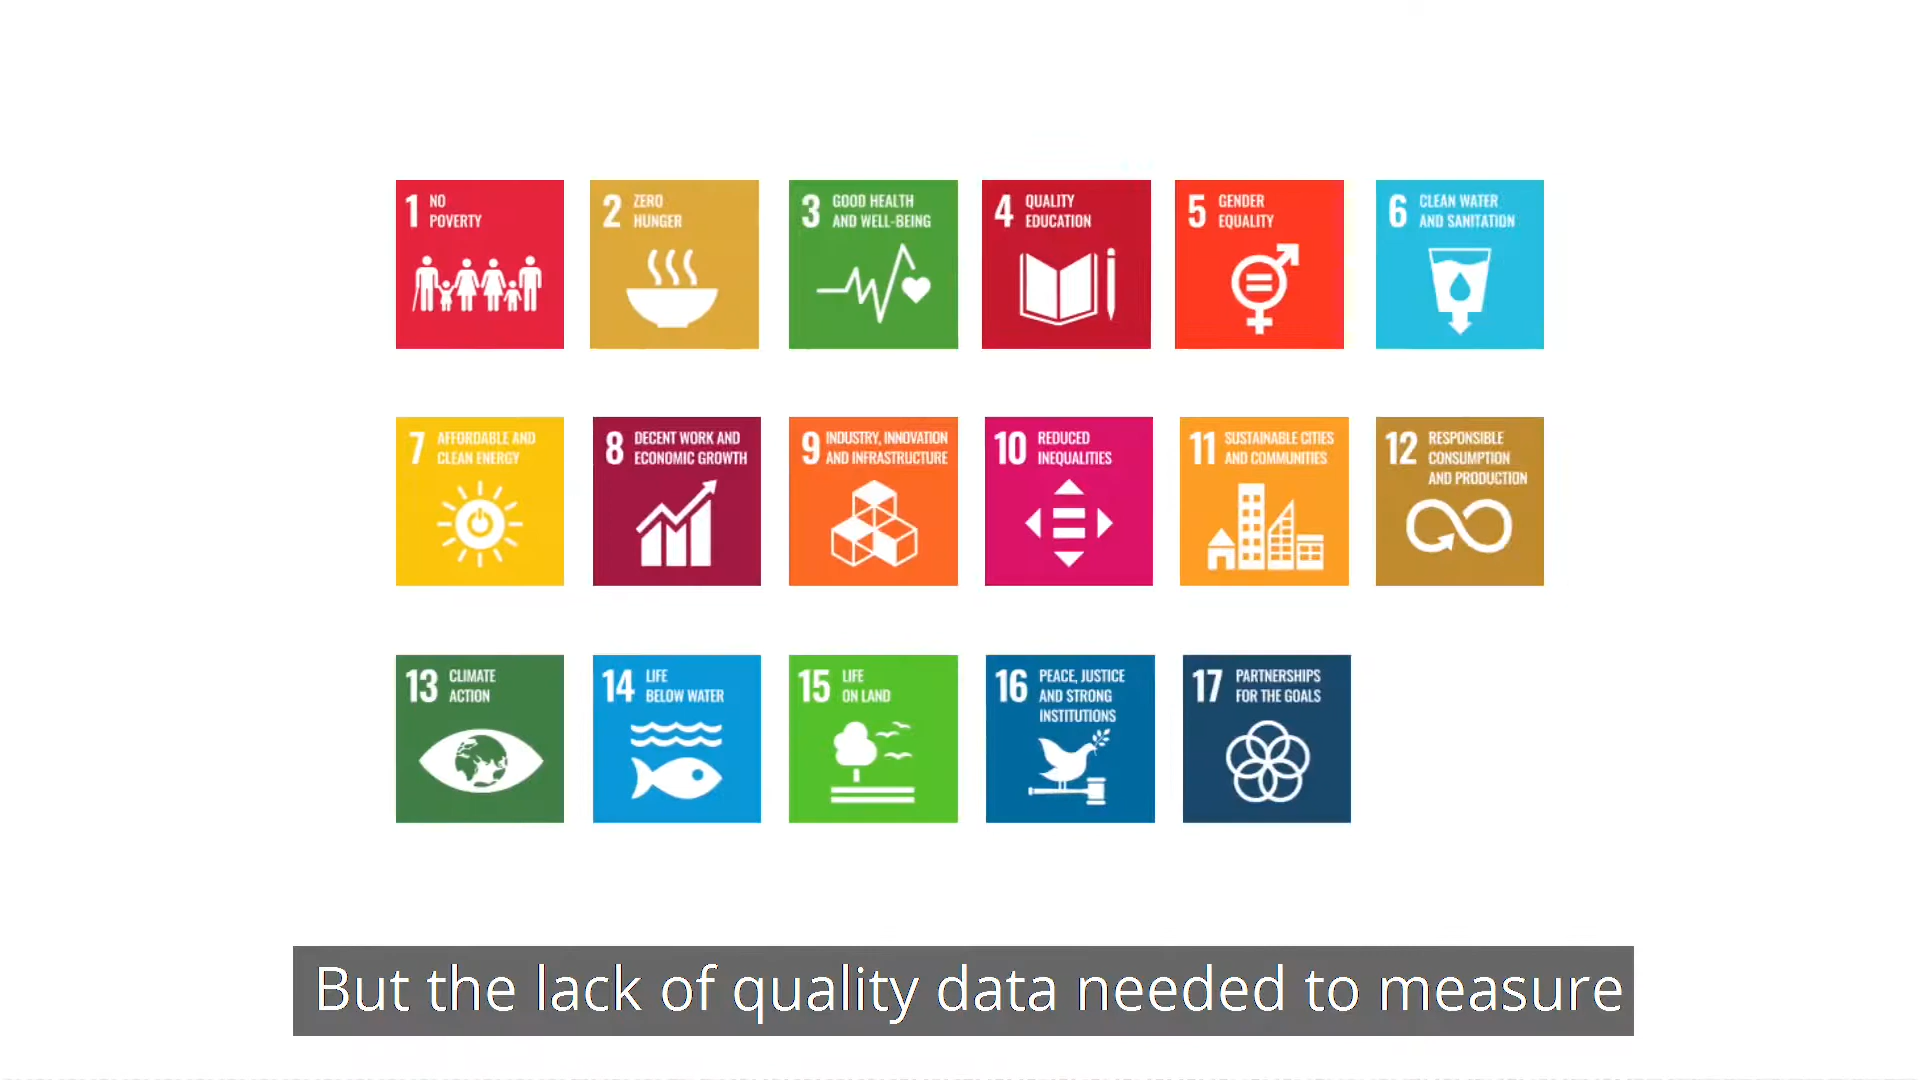 1 NO
POVERTY
2 ZERO
HUNGER
3 GOOD HEALTH
AND WELL-BEING
4 QUALITY
EDUCATION
5 GENDER
EQUALITY
6 CLEAN WATER
AND SANITATION
7 AFFORDABLE AND
CLEAN ENERGY
8 DECENT WORK AND
ECONOMIC GROWTH
9 INDUSTRY, INNOVATION
AND INFRASTRUCTURE
10 REDUCED
INEQUALITIES
11 SUSTAINABLE CITIES
AND COMMUNITIES
12 RESPONSIBLE
CONSUMPTION
AND PRODUCTION
13 CLIMATE
ACTION
14 LIFE
BELOW WATER
15 LIFE
ON LAND
16 PEACE, JUSTICE
AND STRONG
INSTITUTIONS
17 PARTNERSHIPS
FOR THE GOALS
But the lack of quality data needed to measure